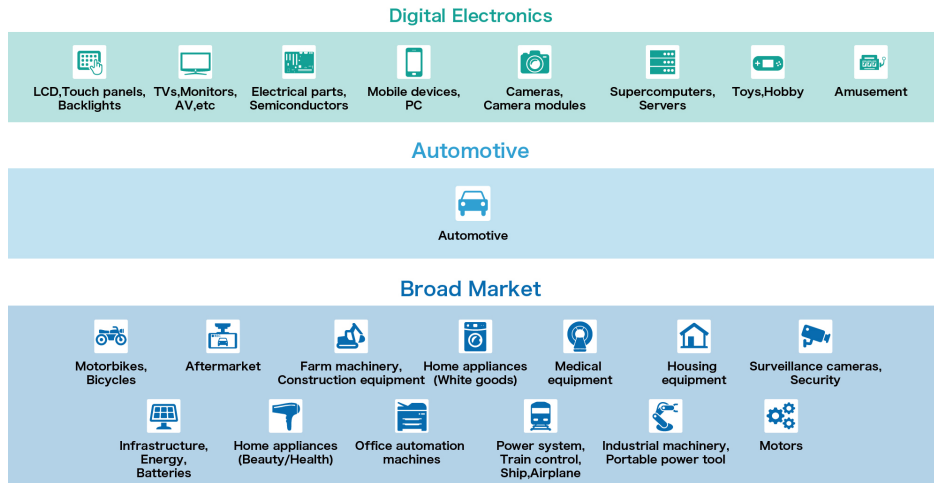 Digital Electronics
LCD,Touch panels,
Backlights
TVs,Monitors,
AV,etc
Electrical parts,
Semiconductors
Mobile devices,
PC
Cameras,
Camera modules
Supercomputers,
Servers
Toys,Hobby
Amusement
Automotive
Automotive
Broad Market
Motorbikes,
Bicycles
Aftermarket
Farm machinery,
Construction equipment
Home appliances
(White goods)
Medical
equipment
Housing
equipment
Surveillance cameras,
Security
Infrastructure,
Energy,
Batteries
Home appliances
(Beauty/Health)
Office automation
machines
Power system,
Train control,
Ship,Airplane
Industrial machinery,
Portable power tool
Motors